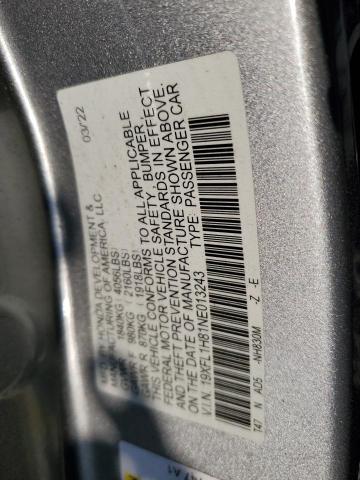 MFD. BY HONDA DEVELOPMENT &
MANUFACTURING OF AMERICA, LLC 03/22
GVWR 1840KG ( 4056LBS)
GAWR F 980KG ( 2160LBS)
GAWR R 870KG ( 1918LBS)
THIS VEHICLE CONFORMS TO ALL APPLICABLE
FEDERAL MOTOR VEHICLE SAFETY, BUMPER,
AND THEFT PREVENTION STANDARDS IN EFFECT
ON THE DATE OF MANUFACTURE SHOWN ABOVE.
V.I.N. 19XFL1H81NE013243 TYPE: PASSENGER CAR
T47 N AD5 -NH830M -Z -E